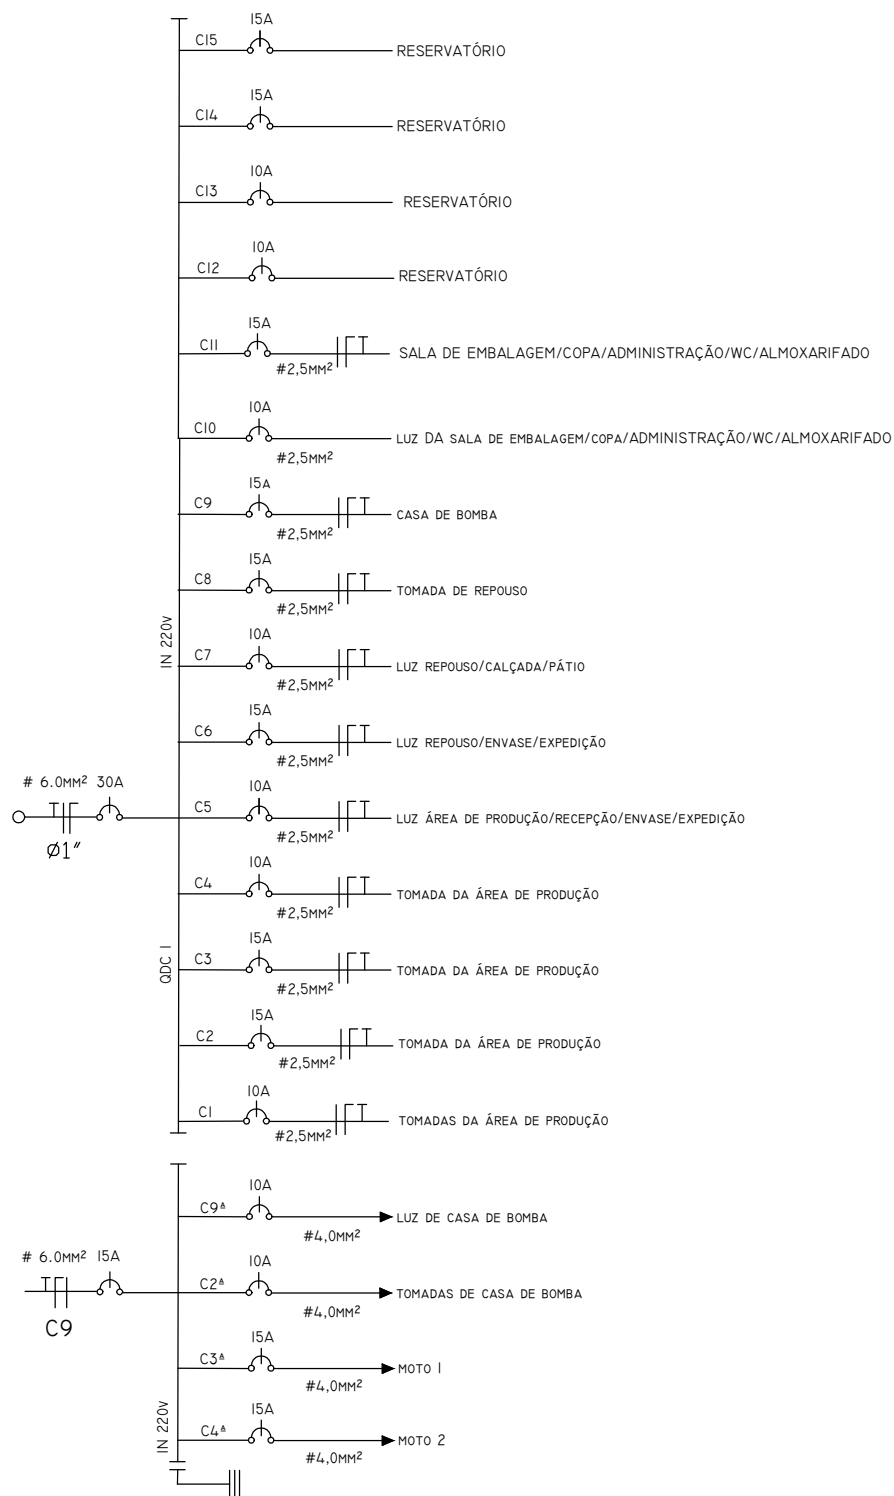 15A
C15
RESERVATÓRIO
15A
C14
RESERVATÓRIO
10A
C13
RESERVATÓRIO
10A
C12
RESERVATÓRIO
15A
C11
SALA DE EMBALAGEM/COPA/ADMINISTRAÇÃO/WC/ALMOXARIFADO
#2,5MM²
10A
C10
LUZ DA SALA DE EMBALAGEM/COPA/ADMINISTRAÇÃO/WC/ALMOXARIFADO
#2,5MM²
15A
C9
CASA DE BOMBA
#2,5MM²
15A
C8
TOMADA DE REPOUSO
#2,5MM²
IN 220V
10A
C7
LUZ REPOUSO/CALÇADA/PÁTIO
#2,5MM²
15A
C6
LUZ REPOUSO/ENVASE/EXPEDIÇÃO
#2,5MM²
# 6.0MM² 30A
Ø1"
10A
C5
LUZ ÁREA DE PRODUÇÃO/RECEPÇÃO/ENVASE/EXPEDIÇÃO
#2,5MM²
10A
C4
TOMADA DA ÁREA DE PRODUÇÃO
#2,5MM²
QDC 1
15A
C3
TOMADA DA ÁREA DE PRODUÇÃO
#2,5MM²
15A
C2
TOMADA DA ÁREA DE PRODUÇÃO
#2,5MM²
10A
C1
TOMADAS DA ÁREA DE PRODUÇÃO
#2,5MM²
10A
C9ª
LUZ DE CASA DE BOMBA
#4,0MM²
# 6.0MM² 15A
C9
10A
C2ª
TOMADAS DE CASA DE BOMBA
#4,0MM²
15A
C3ª
MOTO 1
#4,0MM²
IN 220V
15A
C4ª
MOTO 2
#4,0MM²